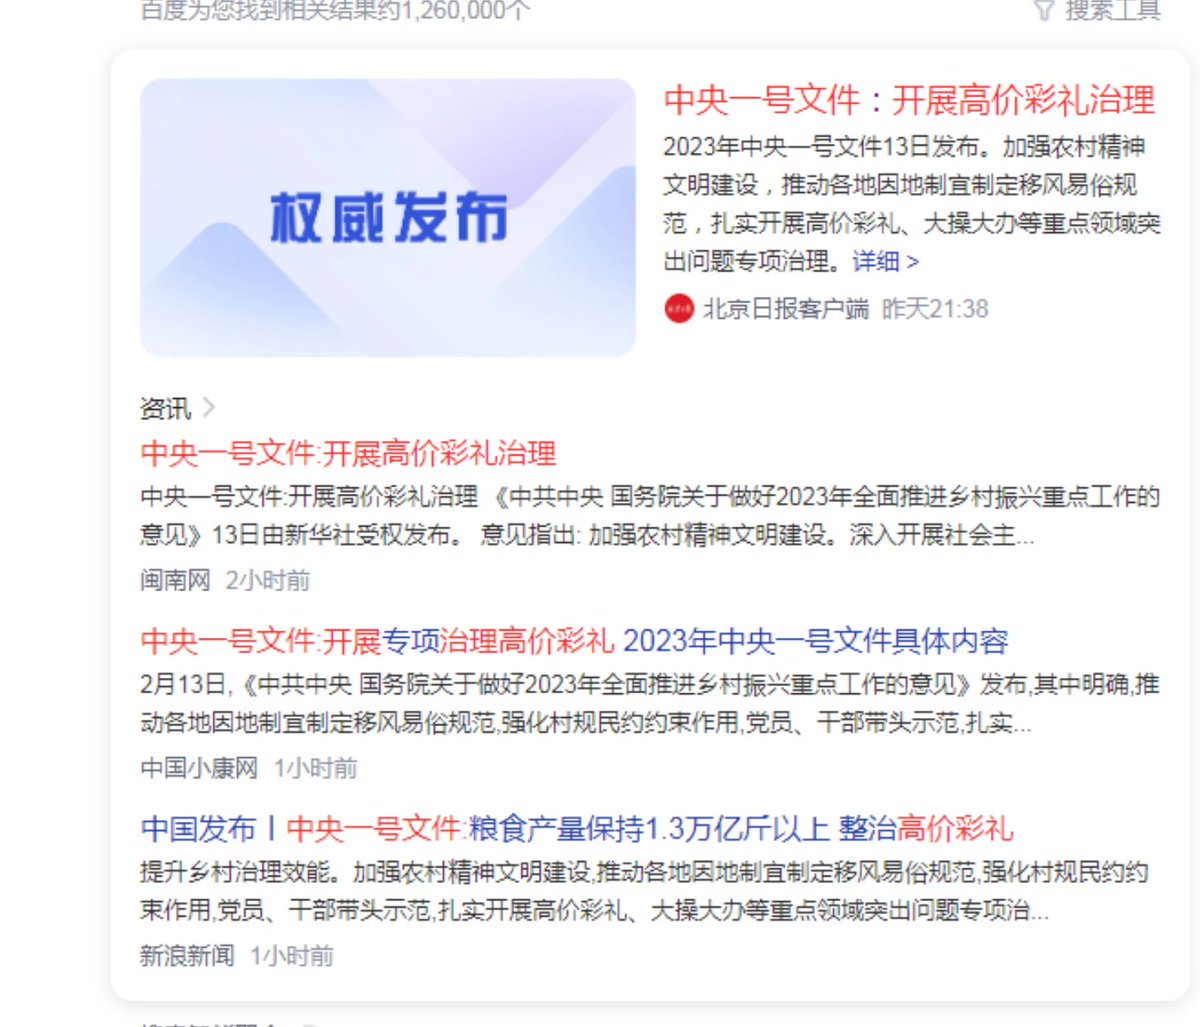 百度为您找到相关结果约1,260,000个
搜索工具
权威发布
中央一号文件：开展高价彩礼治理
2023年中央一号文件13日发布。加强农村精神
文明建设，推动各地因地制宜制定移风易俗规
范，扎实开展高价彩礼、大操大办等重点领域突
出问题专项治理。详细 >
北京日报客户端 昨天21:38
资讯 >
中央一号文件:开展高价彩礼治理
中央一号文件:开展高价彩礼治理 《中共中央 国务院关于做好2023年全面推进乡村振兴重点工作的
意见》13日由新华社受权发布。 意见指出: 加强农村精神文明建设。深入开展社会主...
闽南网 2小时前
中央一号文件:开展专项治理高价彩礼 2023年中央一号文件具体内容
2月13日,《中共中央 国务院关于做好2023年全面推进乡村振兴重点工作的意见》发布,其中明确,推
动各地因地制宜制定移风易俗规范,强化村规民约约束作用,党员、干部带头示范,扎实...
中国小康网 1小时前
中国发布丨中央一号文件:粮食产量保持1.3万亿斤以上 整治高价彩礼
提升乡村治理效能。加强农村精神文明建设,推动各地因地制宜制定移风易俗规范,强化村规民约约
束作用,党员、干部带头示范,扎实开展高价彩礼、大操大办等重点领域突出问题专项治...
新浪新闻 1小时前